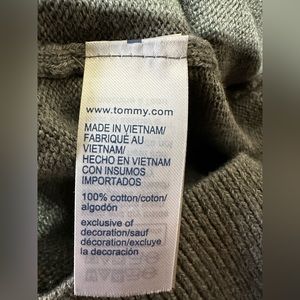 www.tommy.com
MADE IN VIETNAM/
FABRIQUÉ AU
VIETNAM/
HECHO EN VIETNAM
CON INSUMOS
IMPORTADOS
100% cotton/coton/
algodón
exclusive of
decoration/sauf
décoration/excluye
la decoración